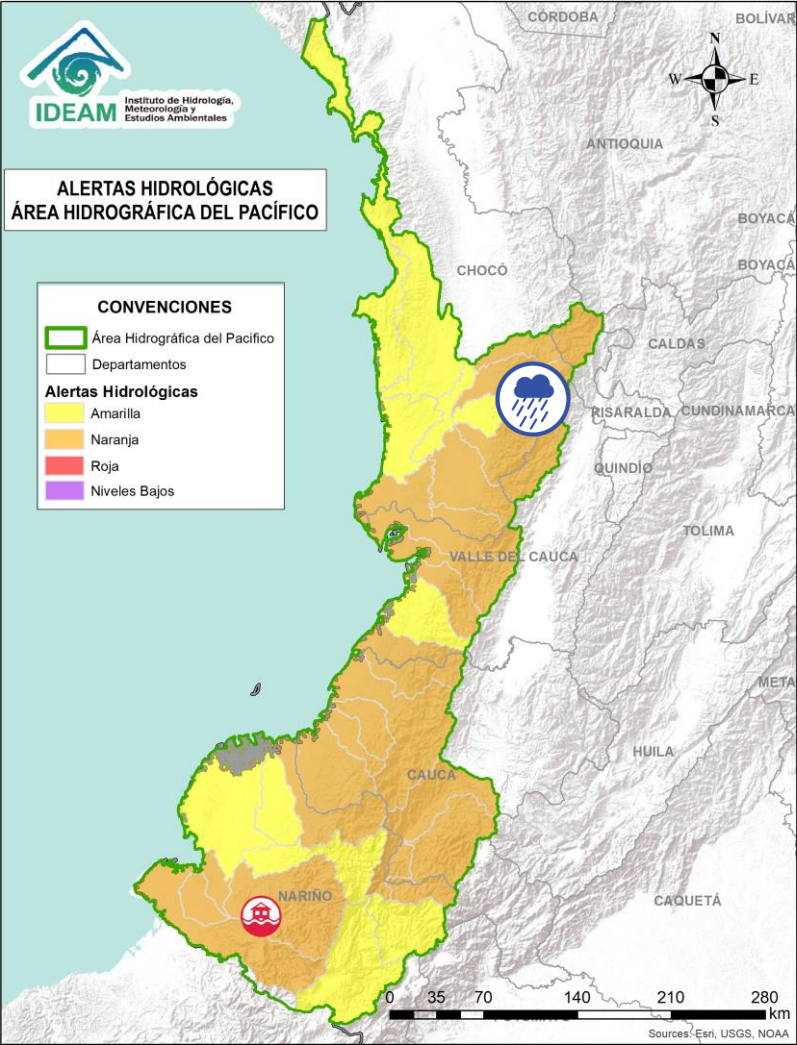 CÓRDOBA
BOLÍVAR
N
W
E
S
IDEAM
Instituto de Hidrología,
Meteorología y
Estudios Ambientales
ANTIOQUIA
ALERTAS HIDROLÓGICAS
ÁREA HIDROGRÁFICA DEL PACÍFICO
BOYACÁ
BOYACÁ
CHOCÓ
CONVENCIONES
Área Hidrográfica del Pacifico
Departamentos
Alertas Hidrológicas
Amarilla
Naranja
Roja
Niveles Bajos
CALDAS
RISARALDA
CUNDINAMARCA
QUINDÍO
TOLIMA
VALLE DEL CAUCA
META
HUILA
CAUCA
NARIÑO
CAQUETÁ
0 35 70 140 210 280
km
Sources: Esri, USGS, NOAA